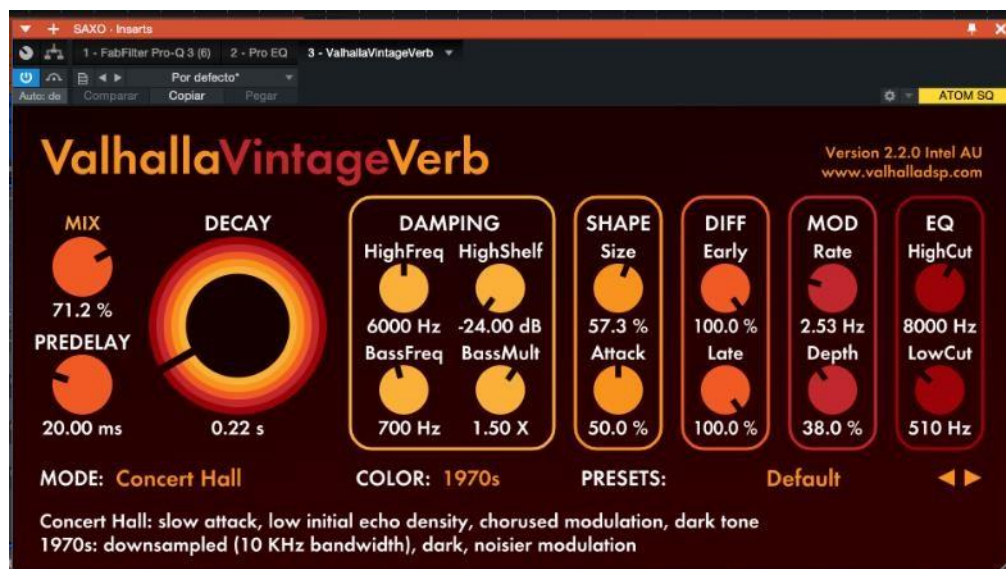 SAXO - Inserts
1 - FabFilter Pro-Q 3 (6) 2 - Pro EQ 3 - ValhallaVintageVerb
Por defecto*
Auto: de Comparar Copiar Pegar ATOM SQ
ValhallaVintageVerb
Version 2.2.0 Intel AU
www.valhalladsp.com
MIX DECAY DAMPING SHAPE DIFF MOD EQ
HighFreq HighShelf Size Early Rate HighCut
71.2 % 6000 Hz -24.00 dB 57.3 % 100.0 % 2.53 Hz 8000 Hz
PREDELAY BassFreq BassMult Attack Late Depth LowCut
20.00 ms 0.22 s 700 Hz 1.50 X 50.0 % 100.0 % 38.0 % 510 Hz
MODE: Concert Hall COLOR: 1970s PRESETS: Default
Concert Hall: slow attack, low initial echo density, chorused modulation, dark tone
1970s: downsampled (10 KHz bandwidth), dark, noisier modulation